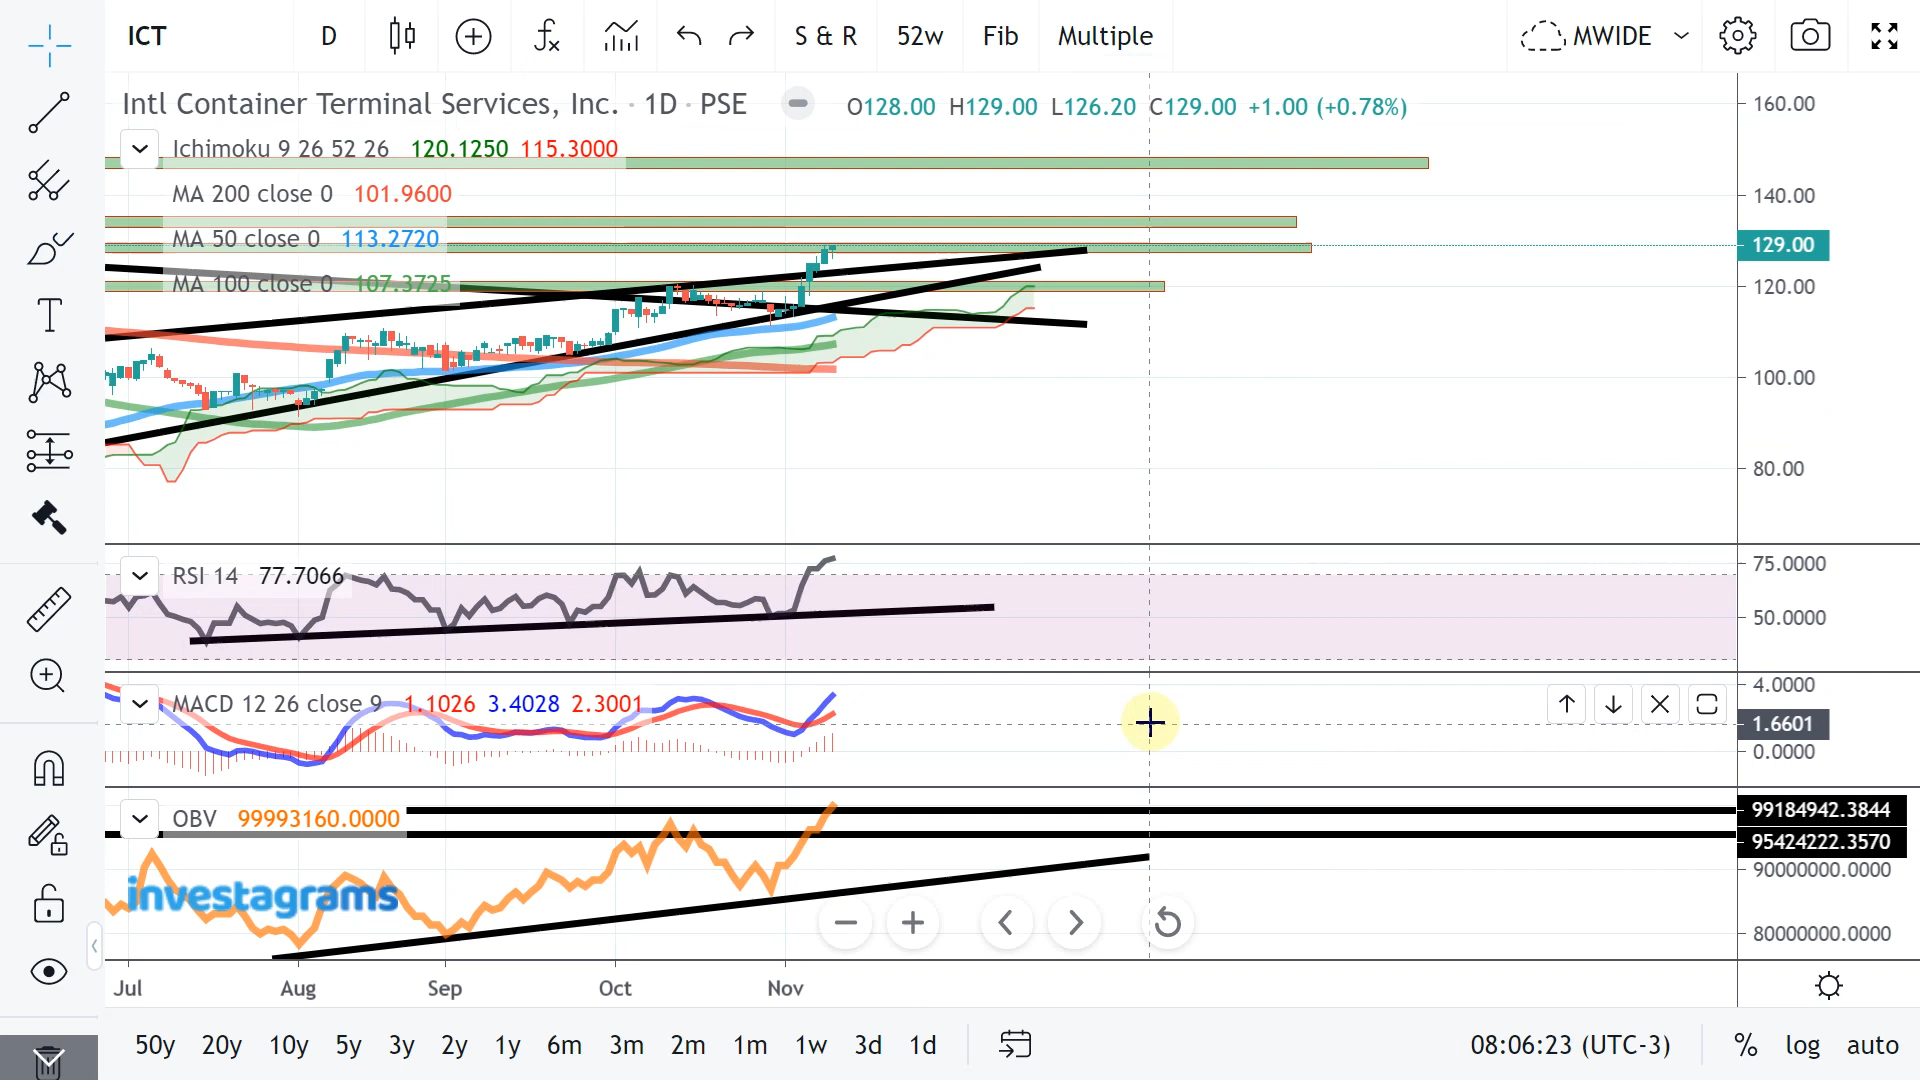 ICT D S & R 52w Fib Multiple MWIDE
Intl Container Terminal Services, Inc. · 1D · PSE O128.00 H129.00 L126.20 C129.00 +1.00 (+0.78%)
Ichimoku 9 26 52 26 120.1250 115.3000
MA 200 close 0 101.9600
MA 50 close 0 113.2720
MA 100 close 0 107.3725
160.00
140.00
129.00
120.00
100.00
80.00
RSI 14 77.7066
75.0000
50.0000
MACD 12 26 close 9 1.1026 3.4028 2.3001
4.0000
1.6601
0.0000
OBV 99993160.0000
99184942.3844
95424222.3570
90000000.0000
80000000.0000
investagrams
Jul Aug Sep Oct Nov
50y 20y 10y 5y 3y 2y 1y 6m 3m 2m 1m 1w 3d 1d 08:06:23 (UTC-3) % log auto